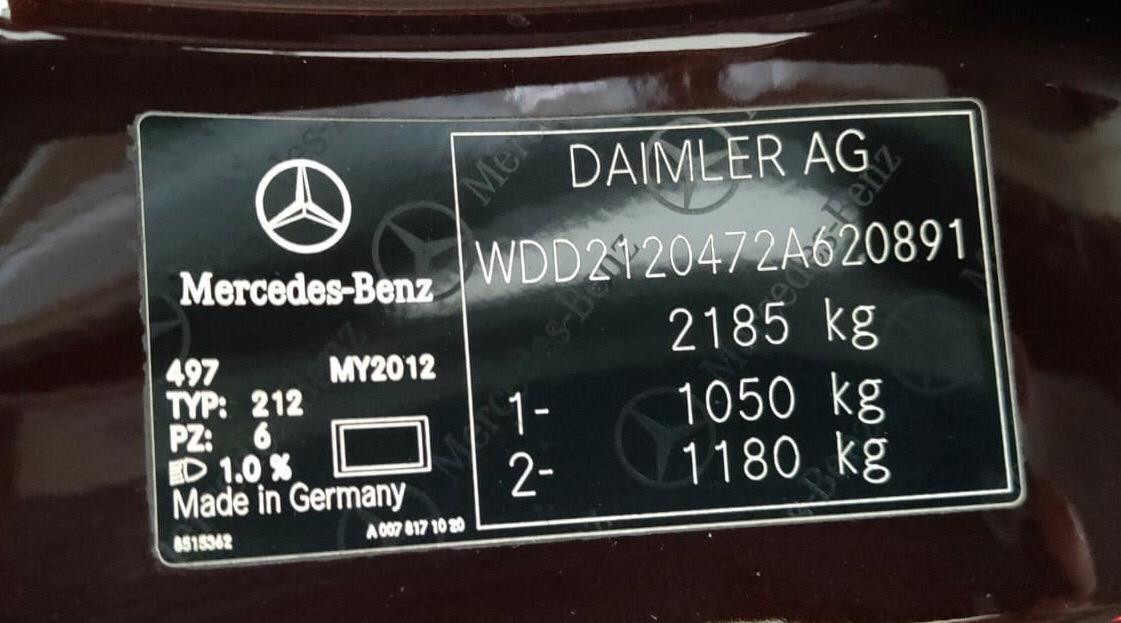 Mercedes-Benz
497 MY2012
TYP: 212
PZ: 6
1.0 %
Made in Germany
8515362
A 007 817 10 20
DAIMLER AG
WDD2120472A620891
2185 kg
1- 1050 kg
2- 1180 kg